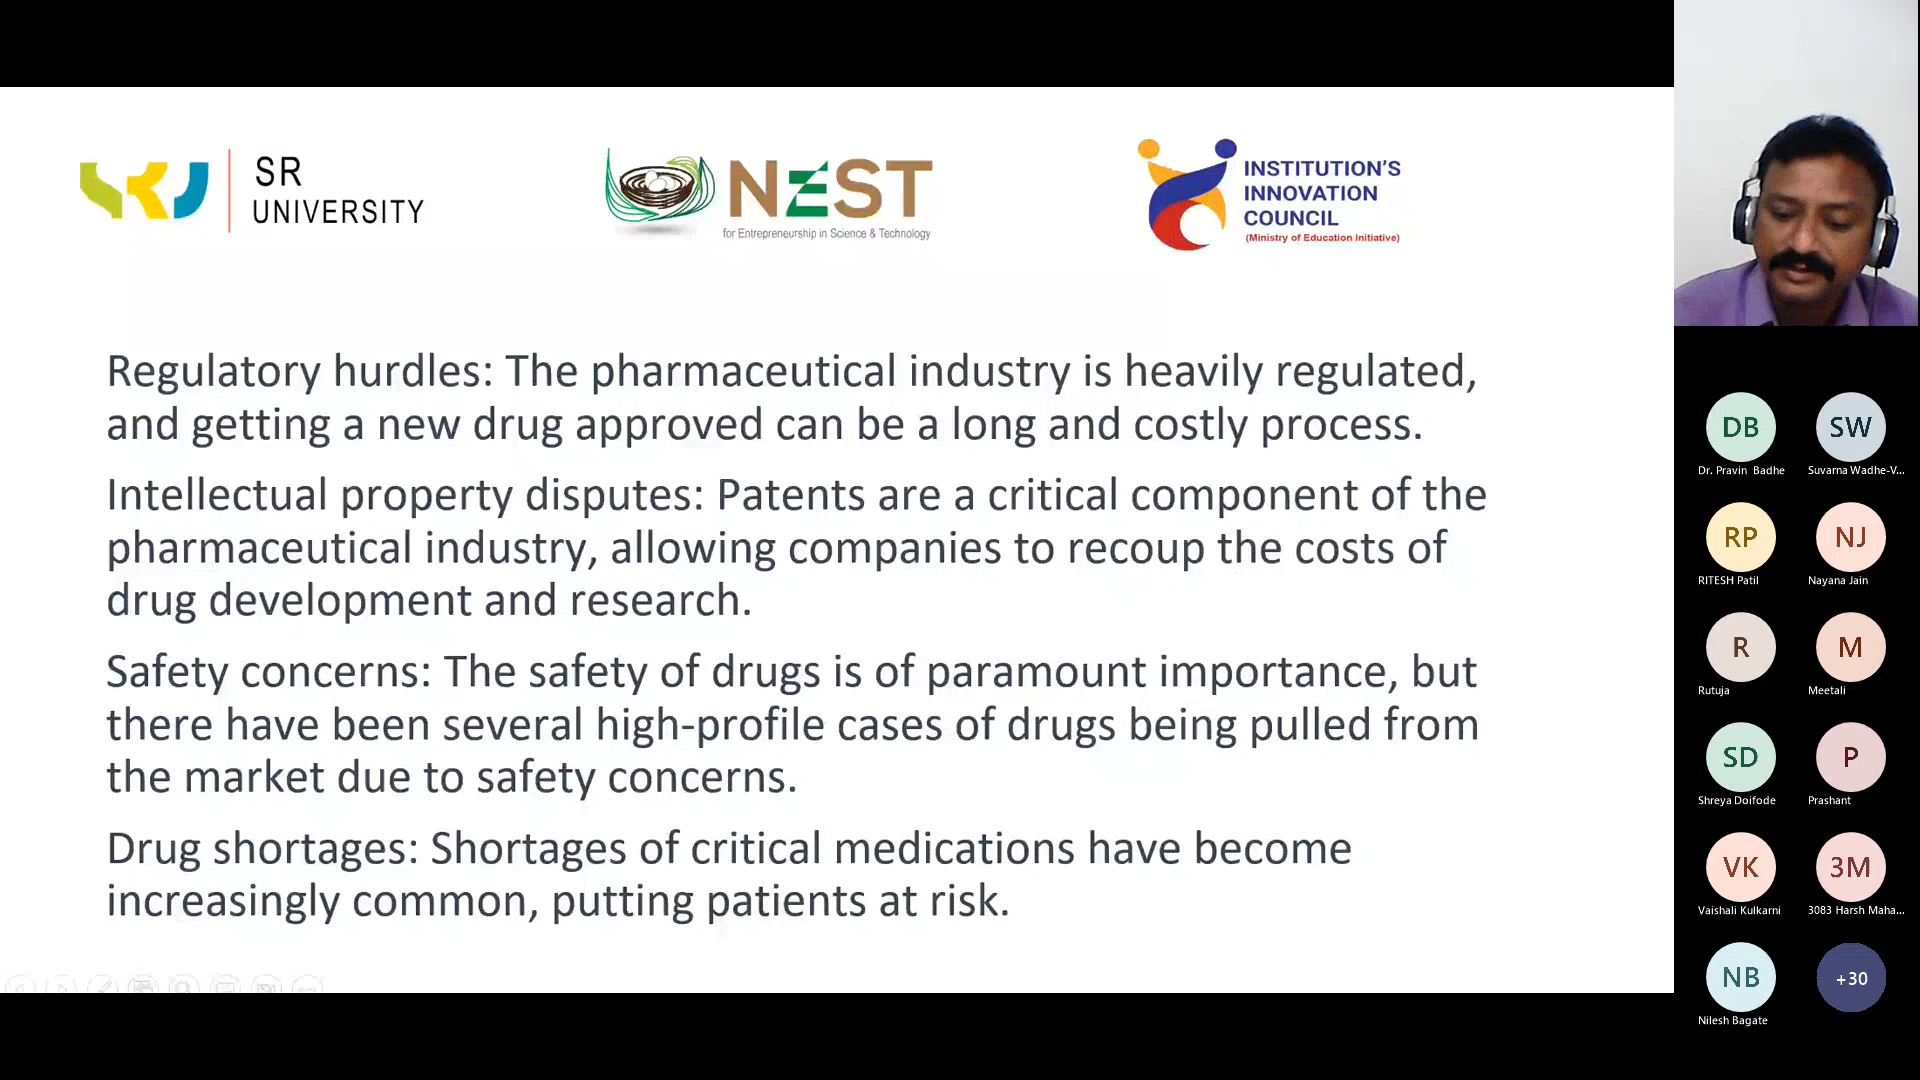 SR
UNIVERSITY
NEST
for Entrepreneurship in Science & Technology
INSTITUTION'S
INNOVATION
COUNCIL
(Ministry of Education Initiative)
Regulatory hurdles: The pharmaceutical industry is heavily regulated,
and getting a new drug approved can be a long and costly process.
Intellectual property disputes: Patents are a critical component of the
pharmaceutical industry, allowing companies to recoup the costs of
drug development and research.
Safety concerns: The safety of drugs is of paramount importance, but
there have been several high-profile cases of drugs being pulled from
the market due to safety concerns.
Drug shortages: Shortages of critical medications have become
increasingly common, putting patients at risk.
DB
Dr. Pravin Badhe
SW
Suvarna Wadhe-V...
RP
RITESH Patil
NJ
Nayana Jain
R
Rutuja
M
Meetali
SD
Shreya Doifode
P
Prashant
VK
Vaishali Kulkarni
3M
3083 Harsh Maha...
NB
Nilesh Bagate
+30